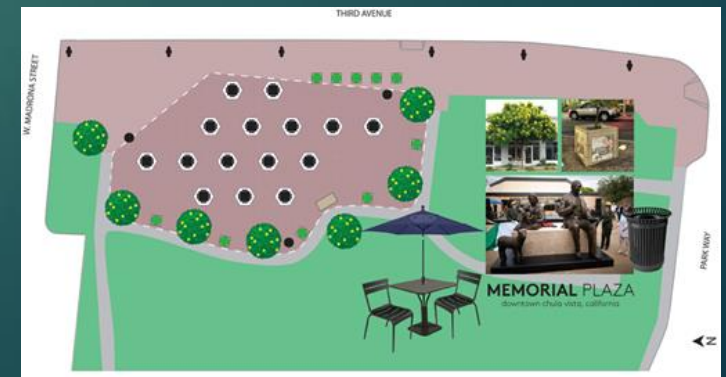 THIRD AVENUE
W. MADRONA STREET
PARK WAY
MEMORIAL PLAZA
downtown chula vista, california
N